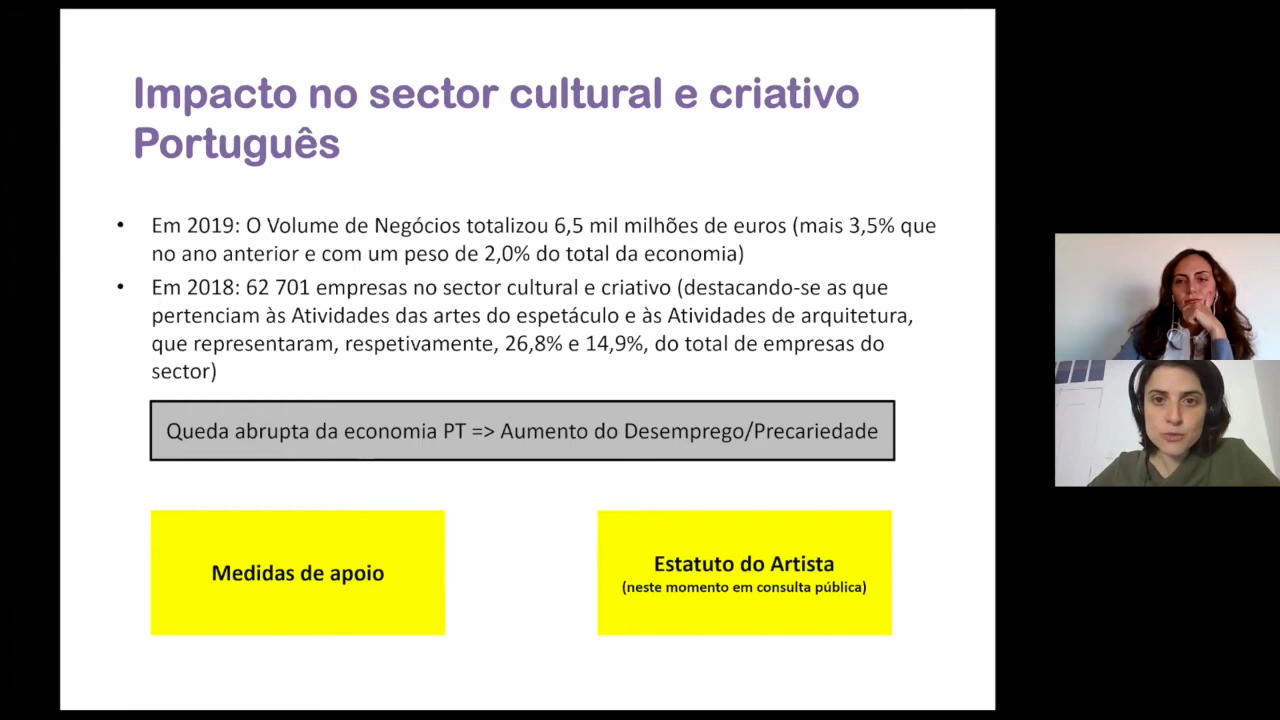 Impacto no sector cultural e criativo
Português
• Em 2019: O Volume de Negócios totalizou 6,5 mil milhões de euros (mais 3,5% que
no ano anterior e com um peso de 2,0% do total da economia)
• Em 2018: 62 701 empresas no sector cultural e criativo (destacando-se as que
pertenciam às Atividades das artes do espetáculo e às Atividades de arquitetura,
que representaram, respetivamente, 26,8% e 14,9%, do total de empresas do
sector)
Queda abrupta da economia PT => Aumento do Desemprego/Precariedade
Medidas de apoio
Estatuto do Artista
(neste momento em consulta pública)